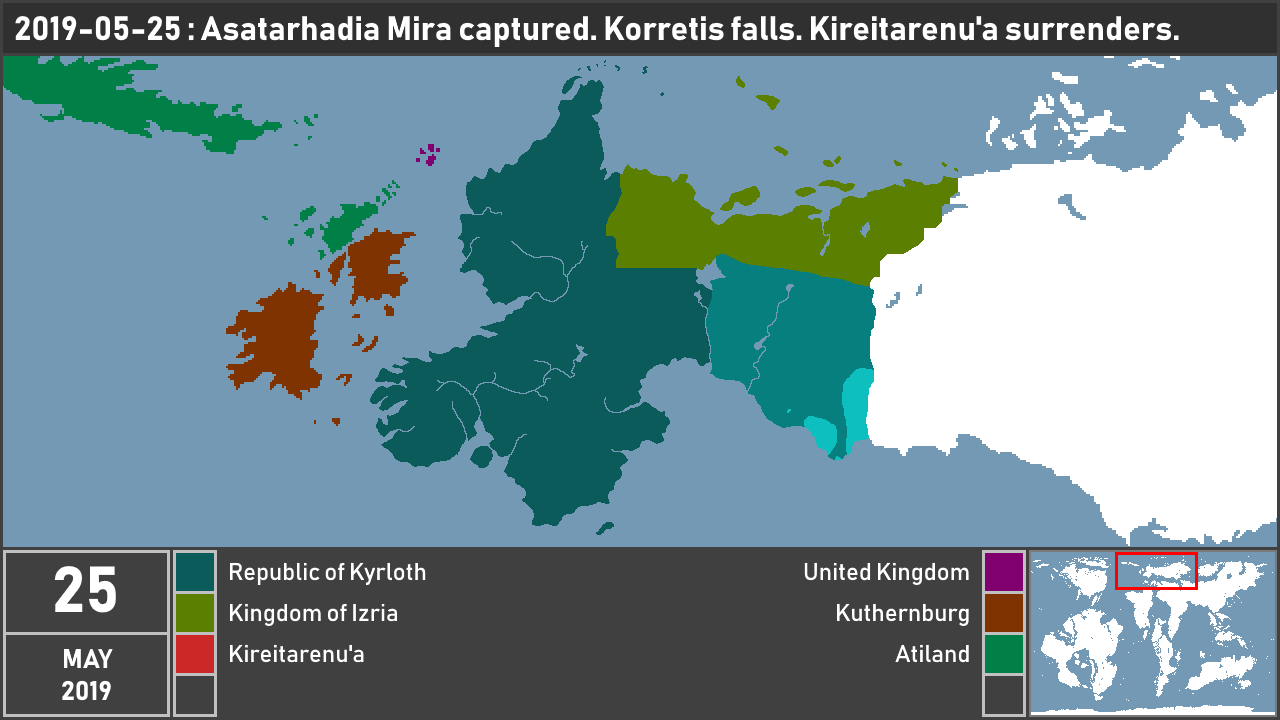 2019-05-25 : Asatarhadia Mira captured. Korretis falls. Kireitarenu'a surrenders.
25
MAY
2019
Republic of Kyrloth
Kingdom of Izria
Kireitarenu'a
United Kingdom
Kuthernburg
Atiland